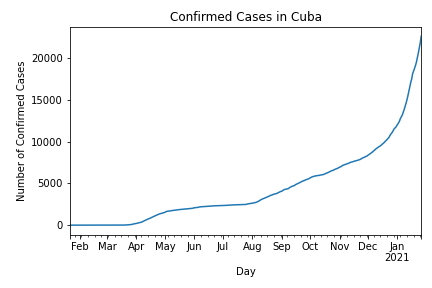 Confirmed Cases in Cuba
Number of Confirmed Cases
20000
15000
10000
5000
0
Feb Mar Apr May Jun Jul Aug Sep Oct Nov Dec Jan
2021
Day